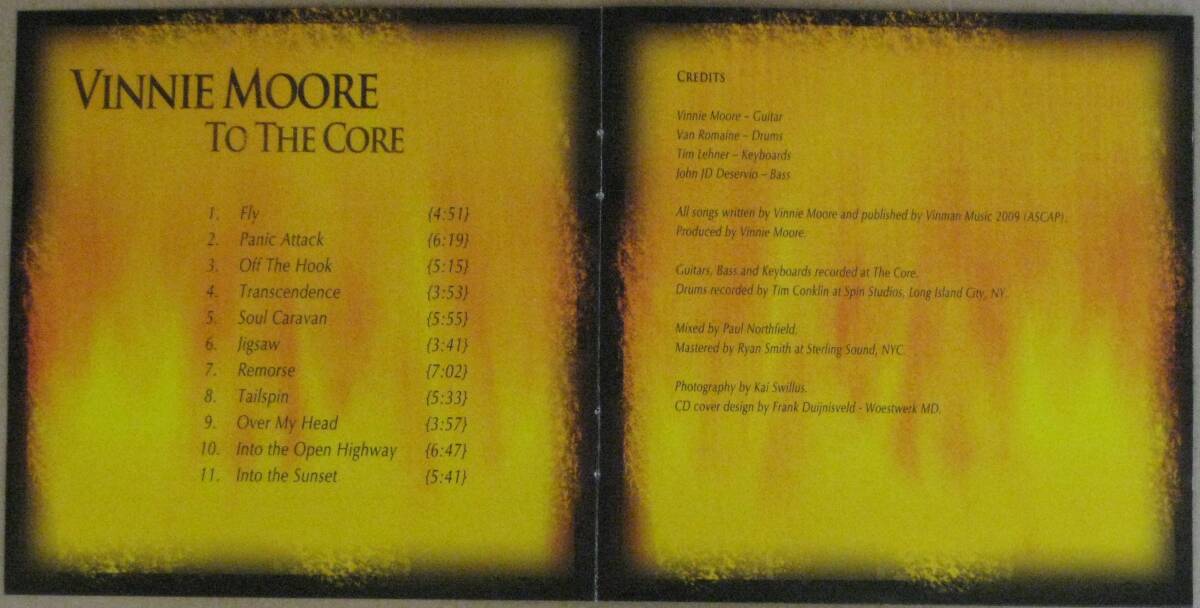 VINNIE MOORE
TO THE CORE
1. Fly {4:51}
2. Panic Attack {6:19}
3. Off The Hook {5:15}
4. Transcendence {3:53}
5. Soul Caravan {5:55}
6. Jigsaw {3:41}
7. Remorse {7:02}
8. Tailspin {5:33}
9. Over My Head {3:57}
10. Into the Open Highway {6:47}
11. Into the Sunset {5:41}
CREDITS
Vinnie Moore – Guitar
Van Romaine – Drums
Tim Lehner – Keyboards
John JD Deservio – Bass
All songs written by Vinnie Moore and published by Vinman Music 2009 (ASCAP).
Produced by Vinnie Moore.
Guitars, Bass and Keyboards recorded at The Core.
Drums recorded by Tim Conklin at Spin Studios, Long Island City, NY.
Mixed by Paul Northfield.
Mastered by Ryan Smith at Sterling Sound, NYC.
Photography by Kai Swillus.
CD cover design by Frank Duijnisveld - Woestwerk MD.